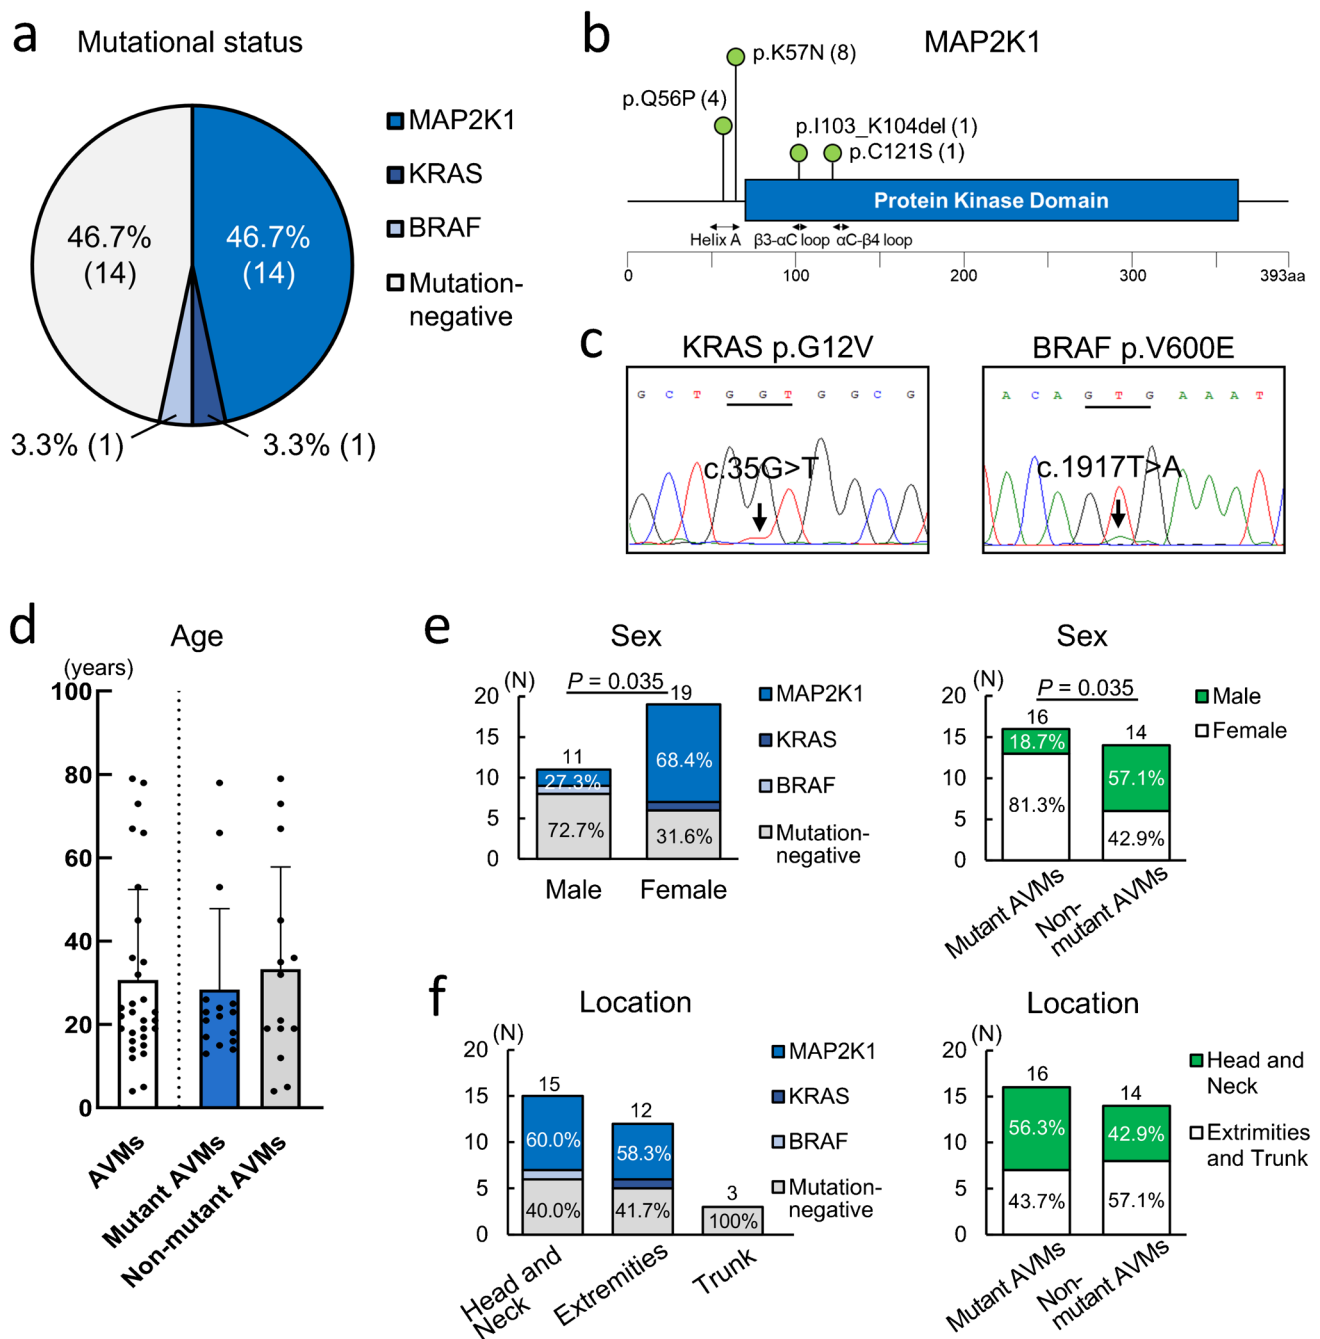 a
Mutational status
46.7%
(14)
46.7%
(14)
3.3% (1)
3.3% (1)
MAP2K1
KRAS
BRAF
Mutation-
negative
b
MAP2K1
p.K57N (8)
p.Q56P (4)
p.I103_K104del (1)
p.C121S (1)
Protein Kinase Domain
Helix A
β3-αC loop
αC-β4 loop
0
100
200
300
393aa
c
KRAS p.G12V
G C T G G T G G C G
c.35G>T
BRAF p.V600E
A C A G T G A A A T
c.1917T>A
d
Age
(years)
100
80
60
40
20
0
AVMs
Mutant AVMs
Non-mutant AVMs
e
Sex
(N)
P = 0.035
20
15
10
5
0
11
27.3%
72.7%
19
68.4%
31.6%
Male
Female
MAP2K1
KRAS
BRAF
Mutation-
negative
Sex
(N)
P = 0.035
20
15
10
5
0
16
18.7%
81.3%
14
57.1%
42.9%
Mutant AVMs
Non-
mutant AVMs
Male
Female
f
Location
(N)
20
15
10
5
0
15
60.0%
40.0%
12
58.3%
41.7%
3
100%
Head and
Neck
Extremities
Trunk
MAP2K1
KRAS
BRAF
Mutation-
negative
Location
(N)
20
15
10
5
0
16
56.3%
43.7%
14
42.9%
57.1%
Mutant AVMs
Non-
mutant AVMs
Head and
Neck
Extrimities
and Trunk